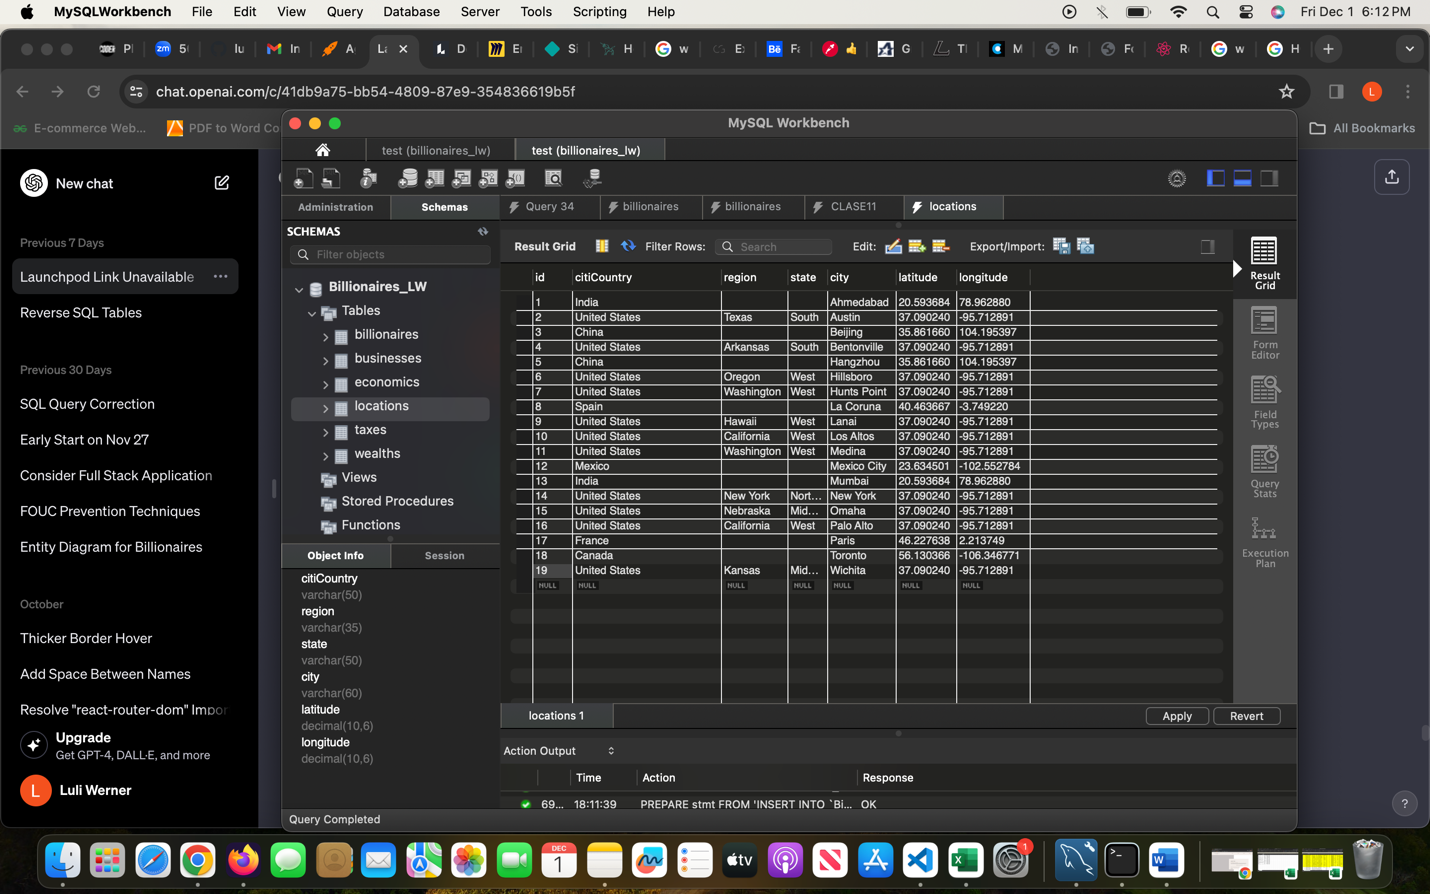 MySQLWorkbench File Edit View Query Database Server Tools Scripting Help Fri Dec 1 6:12 PM
chat.openai.com/c/41db9a75-bb54-4809-87e9-354836619b5f
E-commerce Web... PDF to Word Co All Bookmarks
MySQL Workbench
test (billionaires_lw) test (billionaires_lw)
New chat
Previous 7 Days
Launchpod Link Unavailable
Reverse SQL Tables
Previous 30 Days
SQL Query Correction
Early Start on Nov 27
Consider Full Stack Application
FOUC Prevention Techniques
Entity Diagram for Billionaires
October
Thicker Border Hover
Add Space Between Names
Resolve "react-router-dom" Impor
Upgrade
Get GPT-4, DALL·E, and more
L Luli Werner
Administration Schemas Query 34 billionaires billionaires CLASE11 locations
SCHEMAS
Filter objects
Billionaires_LW
Tables
billionaires
businesses
economics
locations
taxes
wealths
Views
Stored Procedures
Functions
Object Info Session
citiCountry
varchar(50)
region
varchar(35)
state
varchar(50)
city
varchar(60)
latitude
decimal(10,6)
longitude
decimal(10,6)
Result Grid Filter Rows: Search Edit: Export/Import:
id citiCountry region state city latitude longitude
1 India Ahmedabad 20.593684 78.962880
2 United States Texas South Austin 37.090240 -95.712891
3 China Beijing 35.861660 104.195397
4 United States Arkansas South Bentonville 37.090240 -95.712891
5 China Hangzhou 35.861660 104.195397
6 United States Oregon West Hillsboro 37.090240 -95.712891
7 United States Washington West Hunts Point 37.090240 -95.712891
8 Spain La Coruna 40.463667 -3.749220
9 United States Hawaii West Lanai 37.090240 -95.712891
10 United States California West Los Altos 37.090240 -95.712891
11 United States Washington West Medina 37.090240 -95.712891
12 Mexico Mexico City 23.634501 -102.552784
13 India Mumbai 20.593684 78.962880
14 United States New York Nort... New York 37.090240 -95.712891
15 United States Nebraska Mid... Omaha 37.090240 -95.712891
16 United States California West Palo Alto 37.090240 -95.712891
17 France Paris 46.227638 2.213749
18 Canada Toronto 56.130366 -106.346771
19 United States Kansas Mid... Wichita 37.090240 -95.712891
NULL NULL NULL NULL NULL NULL NULL
Result
Grid
Form
Editor
Field
Types
Query
Stats
Execution
Plan
locations 1 Apply Revert
Action Output
Time Action Response
69... 18:11:39 PREPARE stmt FROM 'INSERT INTO `Bi... OK
Query Completed
?
DEC
1
tv
1